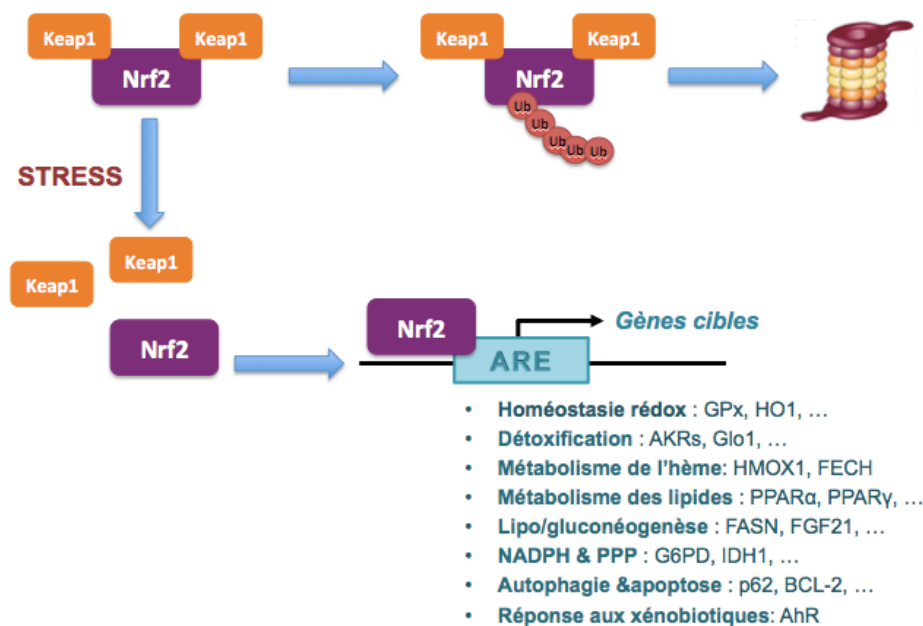 Keap1
Keap1
Nrf2
Keap1
Keap1
Nrf2
Ub
Ub
Ub
Ub
Ub
STRESS
Keap1
Keap1
Nrf2
Nrf2
ARE
Gènes cibles
• Homéostasie rédox : GPx, HO1, …
• Détoxification : AKRs, Glo1, …
• Métabolisme de l'hème: HMOX1, FECH
• Métabolisme des lipides : PPARα, PPARγ, …
• Lipo/gluconéogenèse : FASN, FGF21, …
• NADPH & PPP : G6PD, IDH1, …
• Autophagie &apoptose : p62, BCL-2, …
• Réponse aux xénobiotiques: AhR